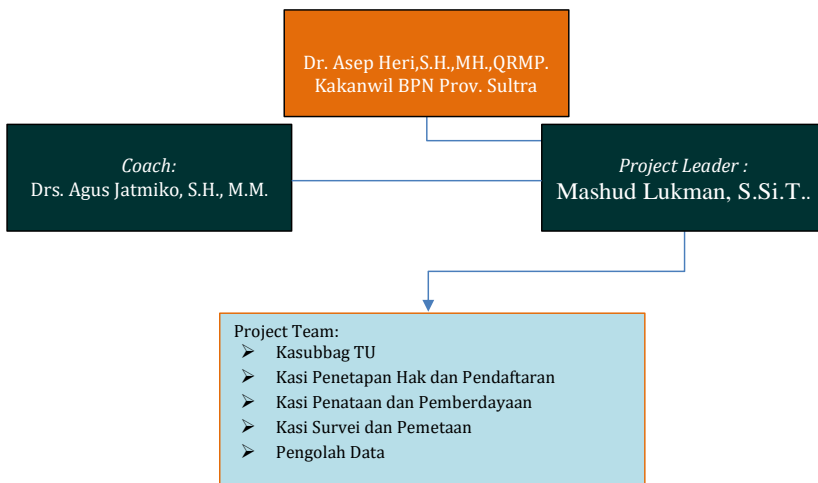 Dr. Asep Heri,S.H.,MH.,QRMP.
Kakanwil BPN Prov. Sultra
Coach:
Drs. Agus Jatmiko, S.H., M.M.
Project Leader :
Mashud Lukman, S.Si.T..
Project Team:
➢ Kasubbag TU
➢ Kasi Penetapan Hak dan Pendaftaran
➢ Kasi Penataan dan Pemberdayaan
➢ Kasi Survei dan Pemetaan
➢ Pengolah Data